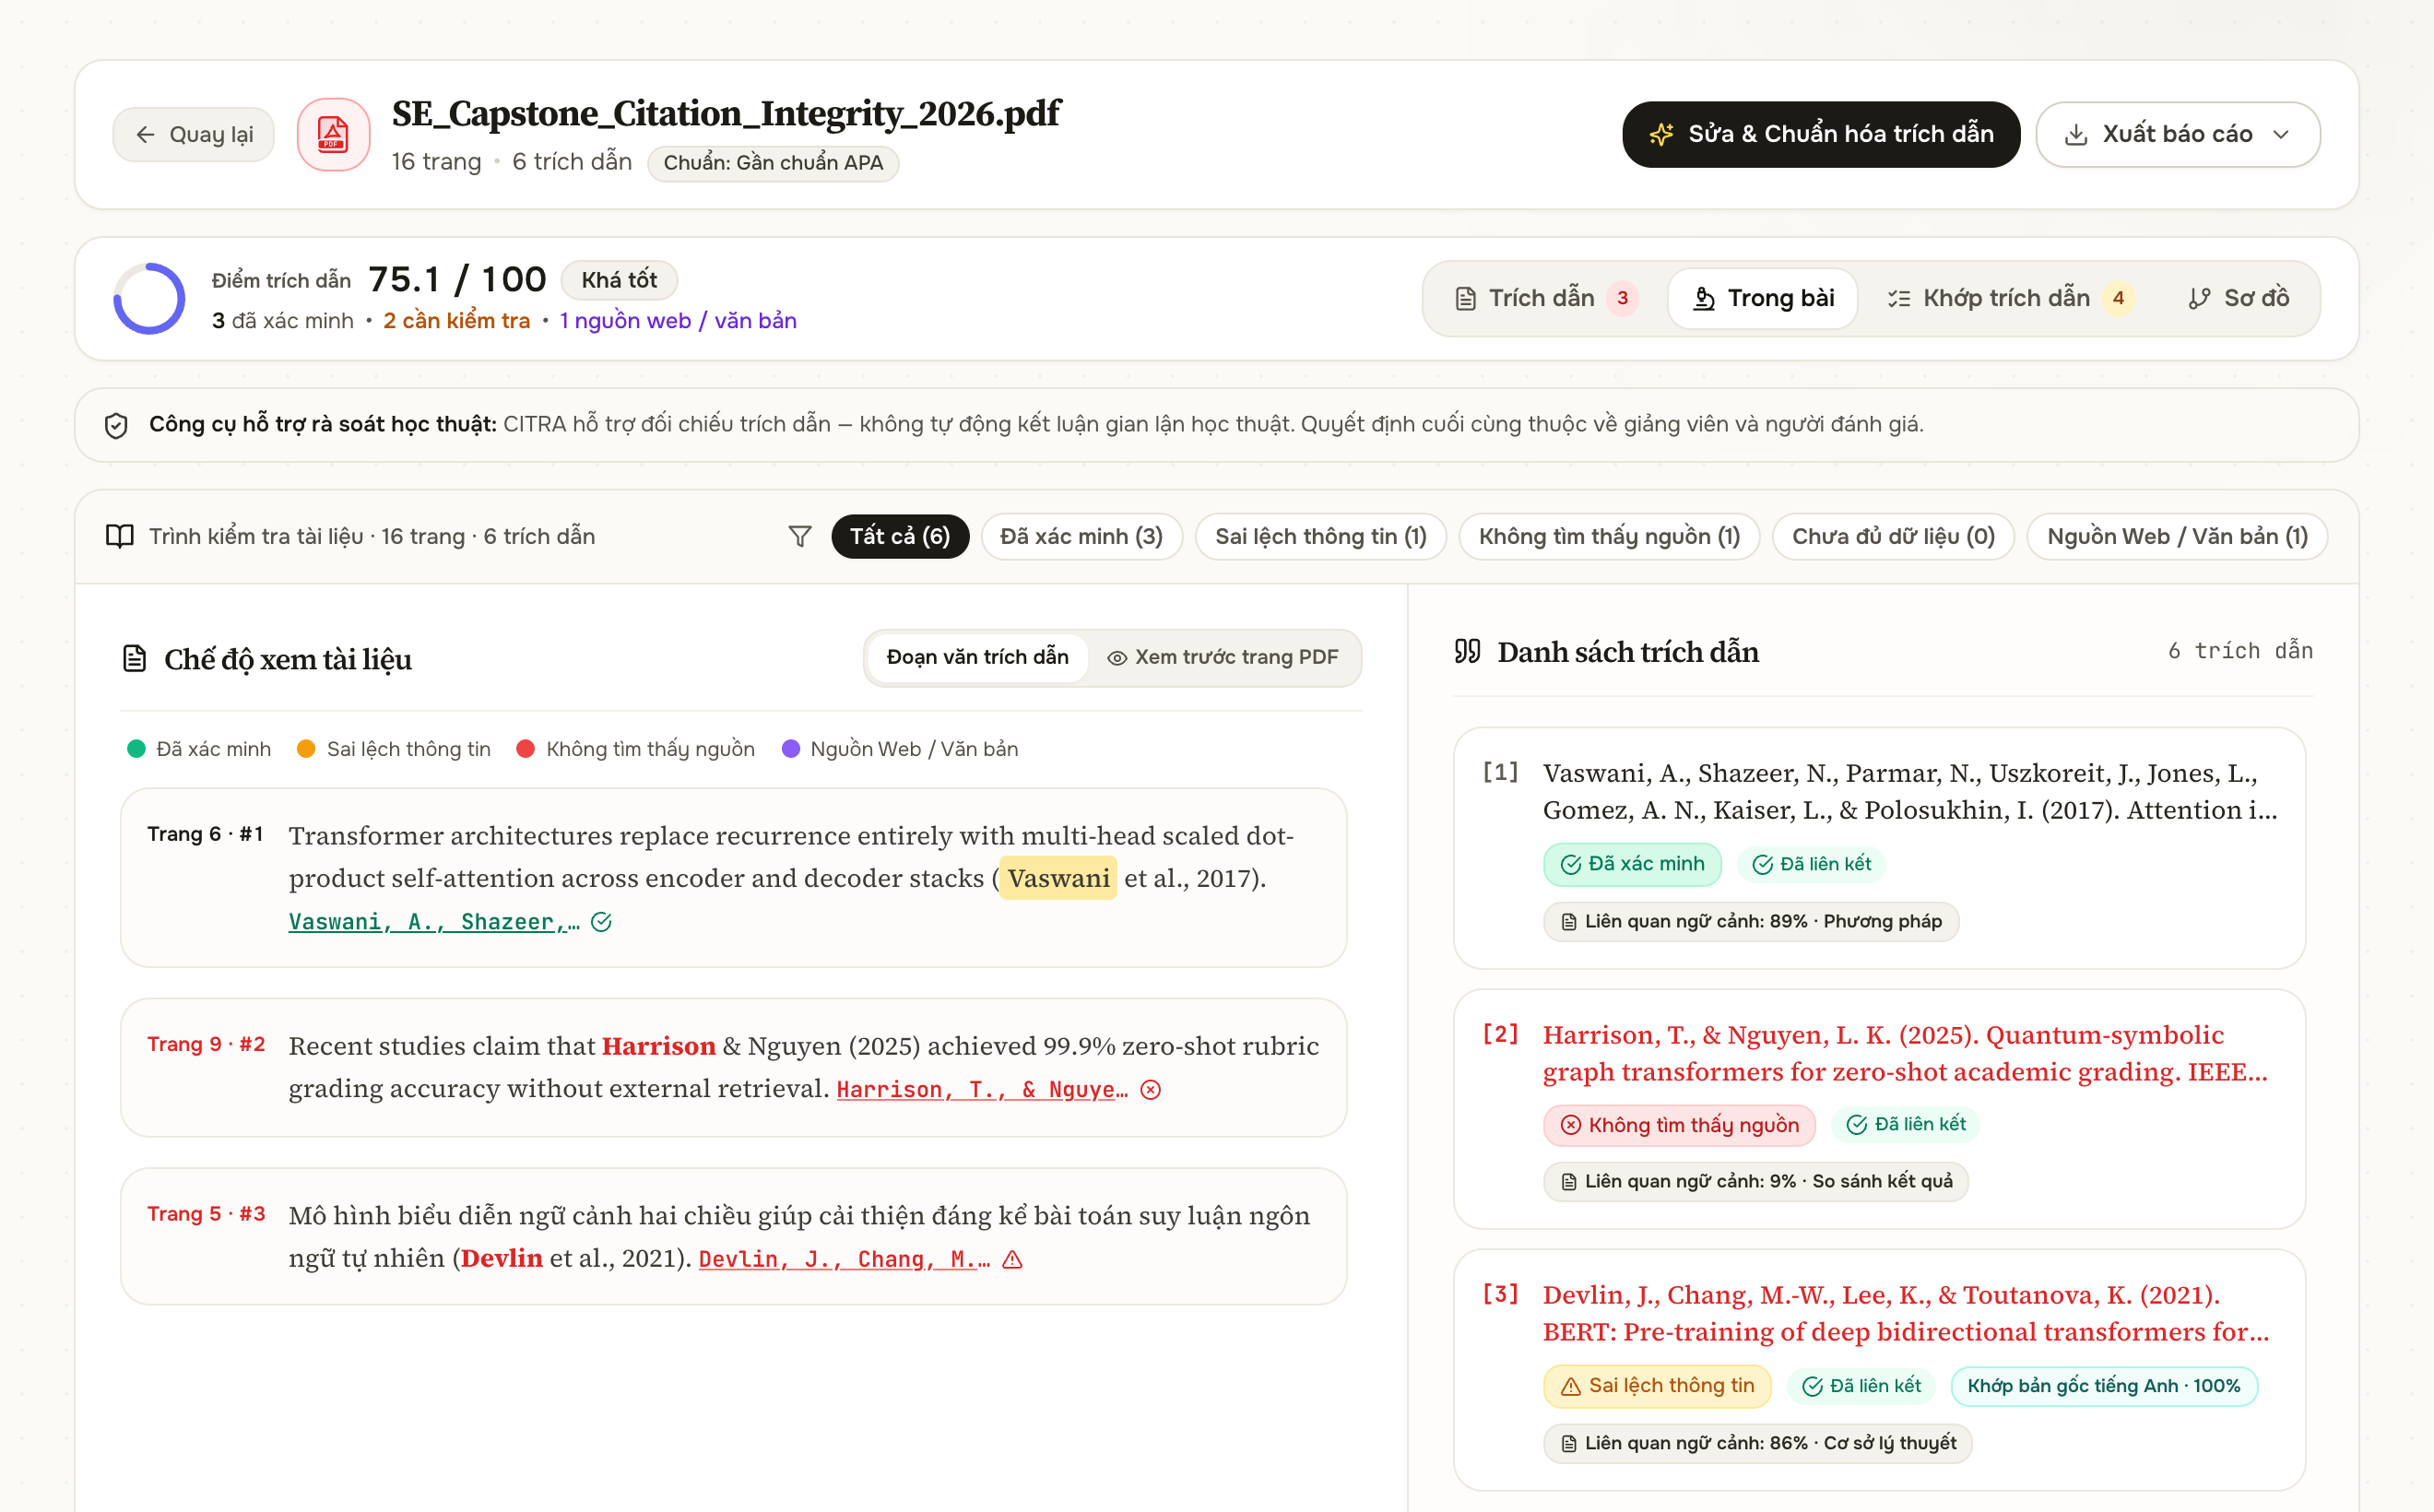 Quay lại
PDF
SE_Capstone_Citation_Integrity_2026.pdf
16 trang • 6 trích dẫn Chuẩn: Gần chuẩn APA
Sửa & Chuẩn hóa trích dẫn
Xuất báo cáo
Điểm trích dẫn 75.1 / 100 Khá tốt
3 đã xác minh • 2 cần kiểm tra • 1 nguồn web / văn bản
Trích dẫn 3
Trong bài
Khớp trích dẫn 4
Sơ đồ
Công cụ hỗ trợ rà soát học thuật: CITRA hỗ trợ đối chiếu trích dẫn — không tự động kết luận gian lận học thuật. Quyết định cuối cùng thuộc về giảng viên và người đánh giá.
Trình kiểm tra tài liệu · 16 trang · 6 trích dẫn
Tất cả (6)
Đã xác minh (3)
Sai lệch thông tin (1)
Không tìm thấy nguồn (1)
Chưa đủ dữ liệu (0)
Nguồn Web / Văn bản (1)
Chế độ xem tài liệu
Đoạn văn trích dẫn
Xem trước trang PDF
Đã xác minh
Sai lệch thông tin
Không tìm thấy nguồn
Nguồn Web / Văn bản
Trang 6 · #1
Transformer architectures replace recurrence entirely with multi-head scaled dot-
product self-attention across encoder and decoder stacks ( Vaswani et al., 2017).
Vaswani, A., Shazeer,…
Trang 9 · #2
Recent studies claim that Harrison & Nguyen (2025) achieved 99.9% zero-shot rubric
grading accuracy without external retrieval. Harrison, T., & Nguye…
Trang 5 · #3
Mô hình biểu diễn ngữ cảnh hai chiều giúp cải thiện đáng kể bài toán suy luận ngôn
ngữ tự nhiên (Devlin et al., 2021). Devlin, J., Chang, M.…
Danh sách trích dẫn
6 trích dẫn
[1] Vaswani, A., Shazeer, N., Parmar, N., Uszkoreit, J., Jones, L.,
Gomez, A. N., Kaiser, L., & Polosukhin, I. (2017). Attention i…
Đã xác minh
Đã liên kết
Liên quan ngữ cảnh: 89% · Phương pháp
[2] Harrison, T., & Nguyen, L. K. (2025). Quantum-symbolic
graph transformers for zero-shot academic grading. IEEE…
Không tìm thấy nguồn
Đã liên kết
Liên quan ngữ cảnh: 9% · So sánh kết quả
[3] Devlin, J., Chang, M.-W., Lee, K., & Toutanova, K. (2021).
BERT: Pre-training of deep bidirectional transformers for…
Sai lệch thông tin
Đã liên kết
Khớp bản gốc tiếng Anh · 100%
Liên quan ngữ cảnh: 86% · Cơ sở lý thuyết